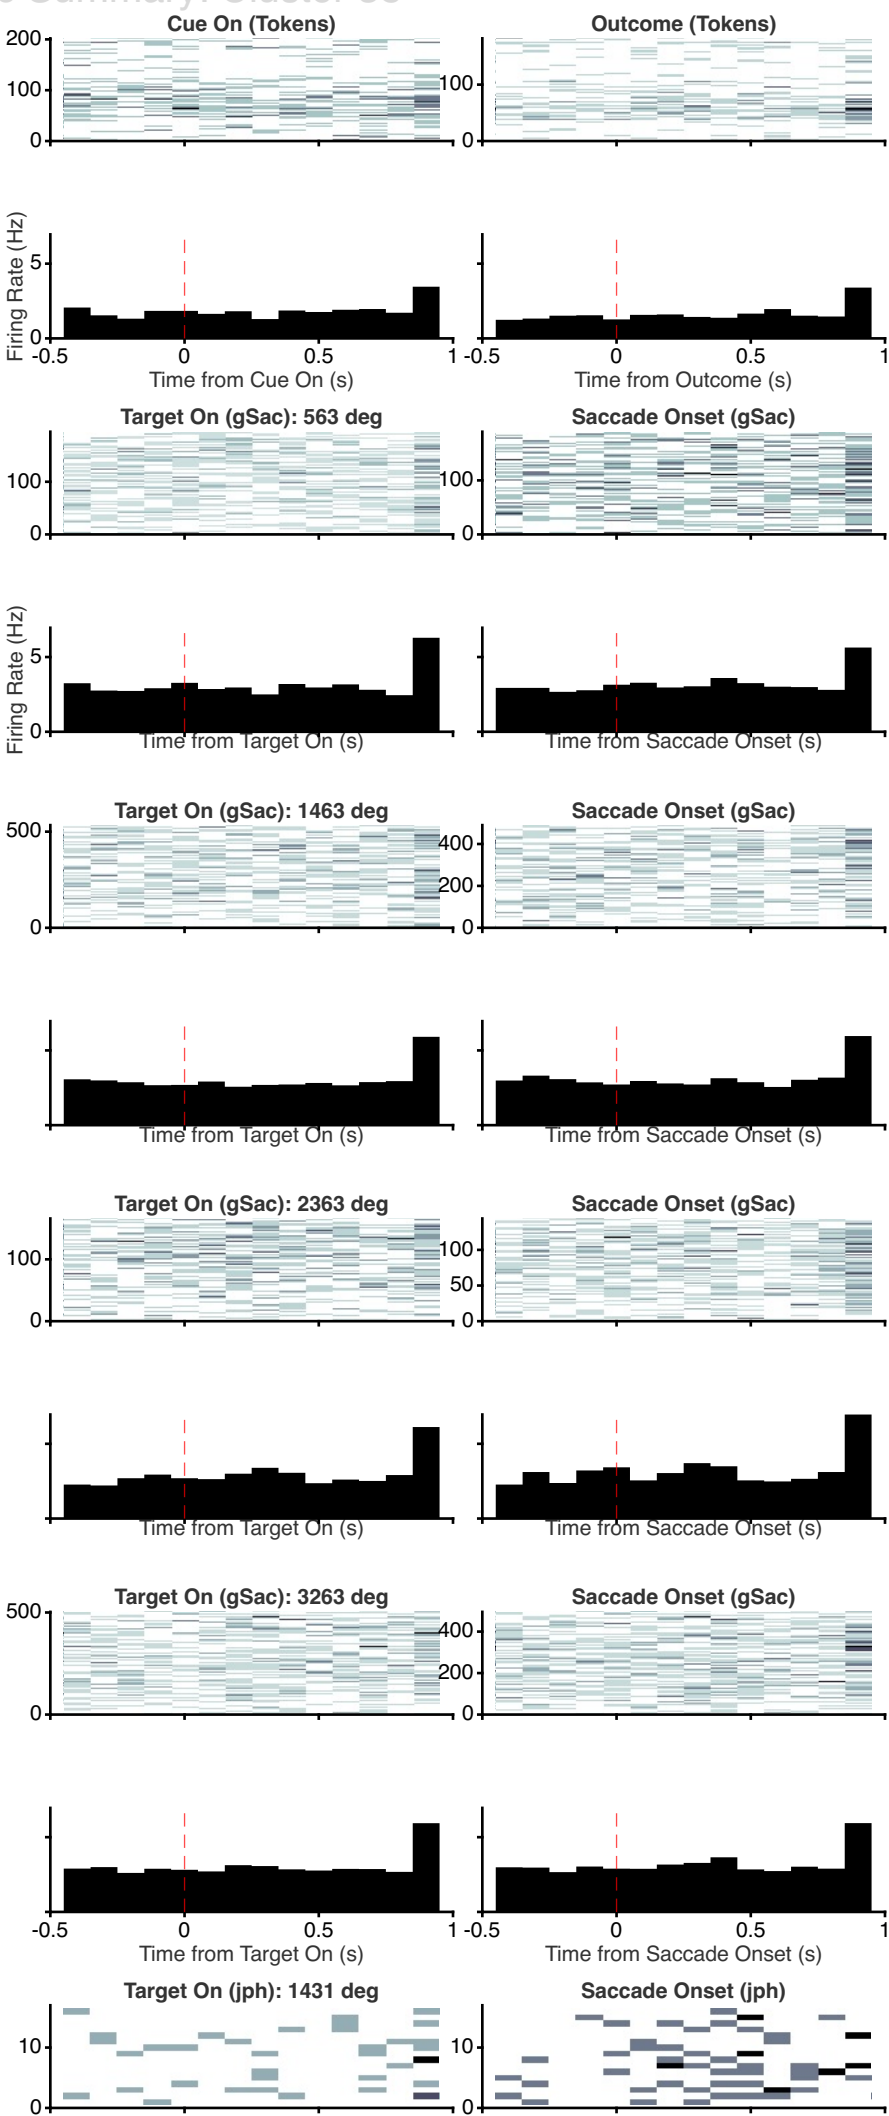 Summary: Cluster
Cue On (Tokens) Outcome (Tokens)
200
100 100
0 0
Firing Rate (Hz)
5
0
-0.5 0 0.5 1 -0.5 0 0.5 1
Time from Cue On (s) Time from Outcome (s)
Target On (gSac): 563 deg Saccade Onset (gSac)
100 100
0 0
Firing Rate (Hz)
5
0
Time from Target On (s) Time from Saccade Onset (s)
Target On (gSac): 1463 deg Saccade Onset (gSac)
500 400
200
0 0
Time from Target On (s) Time from Saccade Onset (s)
Target On (gSac): 2363 deg Saccade Onset (gSac)
100 100
50
0 0
Time from Target On (s) Time from Saccade Onset (s)
Target On (gSac): 3263 deg Saccade Onset (gSac)
500 400
200
0 0
-0.5 0 0.5 1 -0.5 0 0.5 1
Time from Target On (s) Time from Saccade Onset (s)
Target On (jph): 1431 deg Saccade Onset (jph)
10 10
0 0